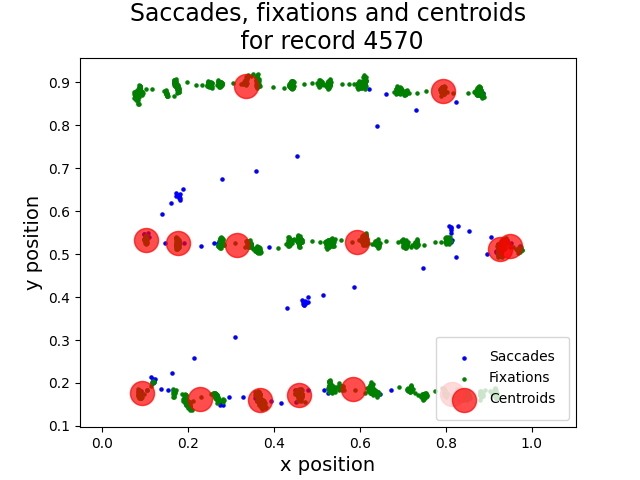 Saccades, fixations and centroids
for record 4570
0.9
0.8
0.7
0.6
0.5
0.4
0.3
0.2
0.1
y position
0.0
0.2
0.4
0.6
0.8
1.0
x position
Saccades
Fixations
Centroids